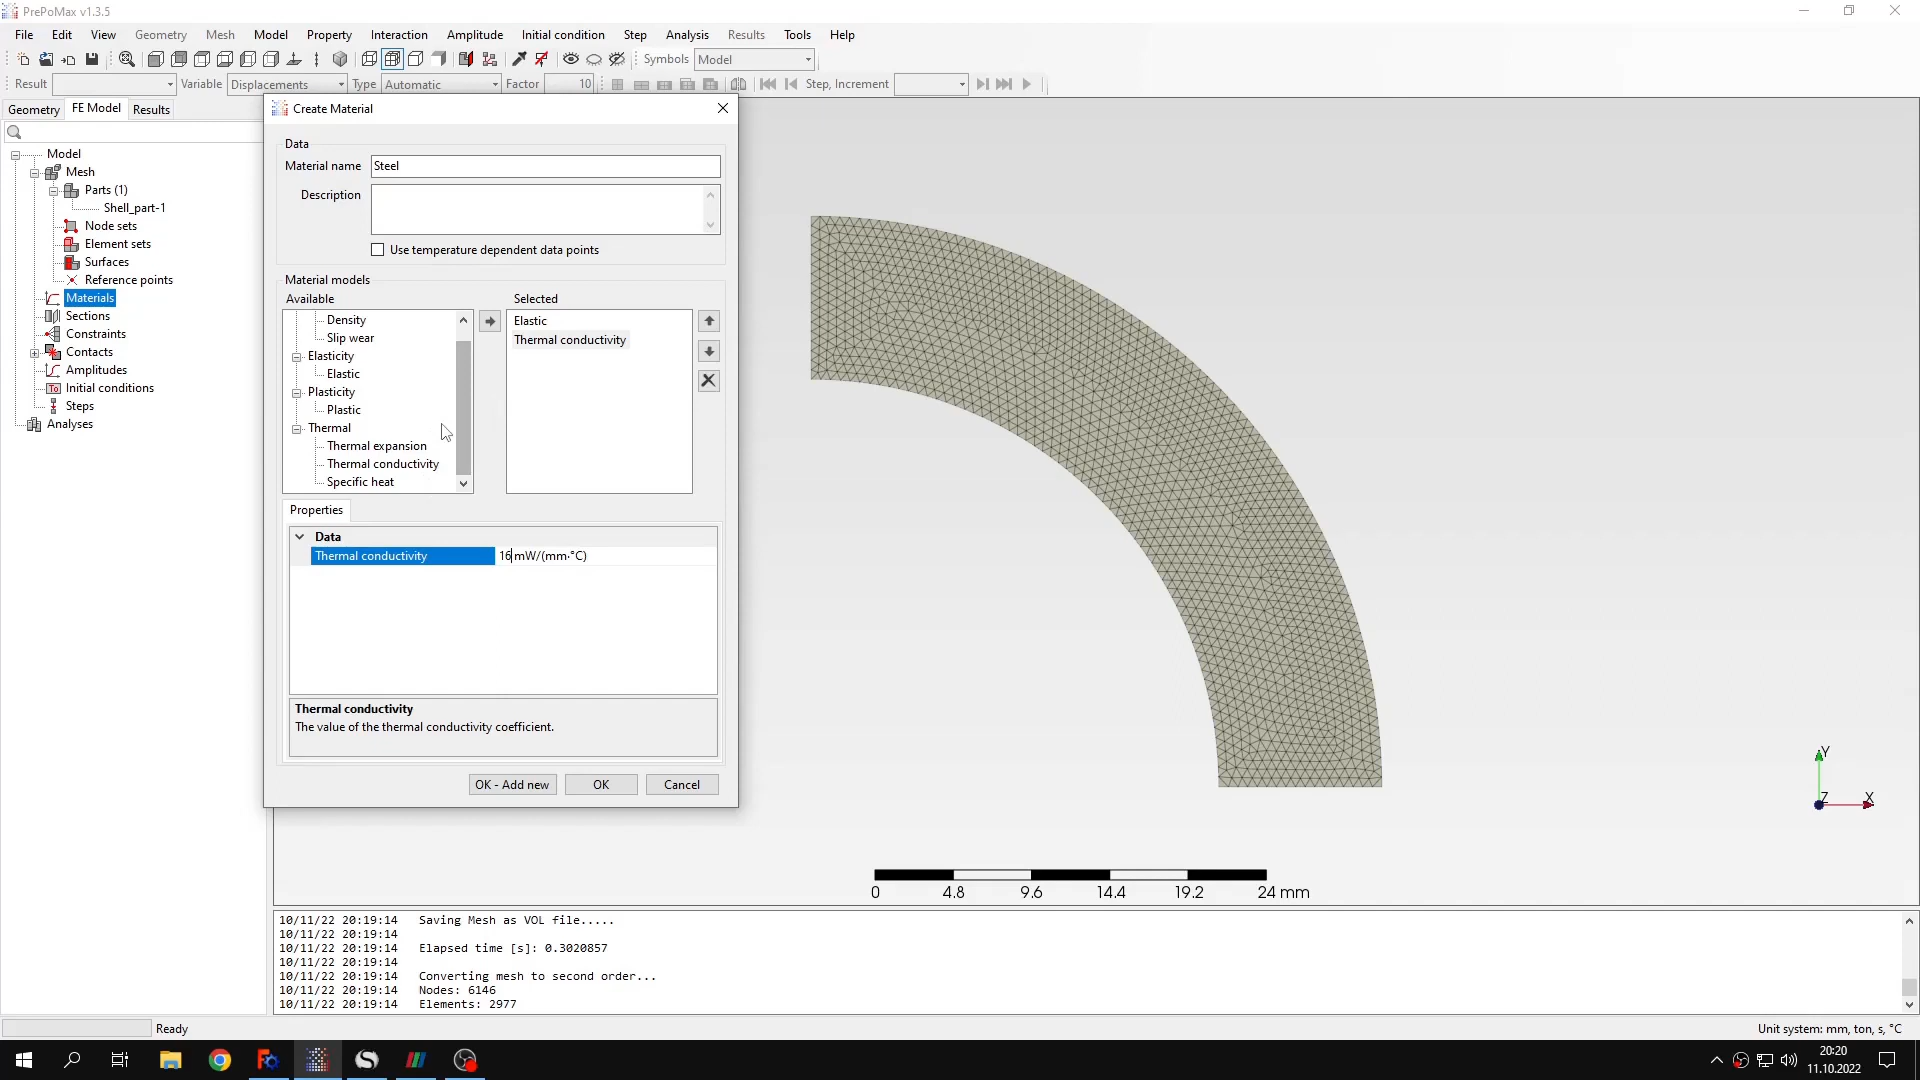 PrePoMax v1.3.5
File Edit View Geometry Mesh Model Property Interaction Amplitude Initial condition Step Analysis Results Tools Help
Symbols Model
Result Variable Displacements Type Automatic Factor 10 Step, Increment
Geometry FE Model Results
Model
Mesh
Parts (1)
Shell_part-1
Node sets
Element sets
Surfaces
Reference points
Materials
Sections
Constraints
Contacts
Amplitudes
Initial conditions
Steps
Analyses
Create Material
Data
Material name Steel
Description
Use temperature dependent data points
Material models
Available Selected
Density
Slip wear
Elasticity
Elastic
Plasticity
Plastic
Thermal
Thermal expansion
Thermal conductivity
Specific heat
Elastic
Thermal conductivity
Properties
Data
Thermal conductivity 16 mW/(mm·°C)
Thermal conductivity
The value of the thermal conductivity coefficient.
OK - Add new OK Cancel
Y
Z X
0 4.8 9.6 14.4 19.2 24 mm
10/11/22 20:19:14 Saving Mesh as VOL file.....
10/11/22 20:19:14
10/11/22 20:19:14 Elapsed time [s]: 0.3020857
10/11/22 20:19:14
10/11/22 20:19:14 Converting mesh to second order...
10/11/22 20:19:14 Nodes: 6146
10/11/22 20:19:14 Elements: 2977
Ready Unit system: mm, ton, s, °C
20:20
11.10.2022